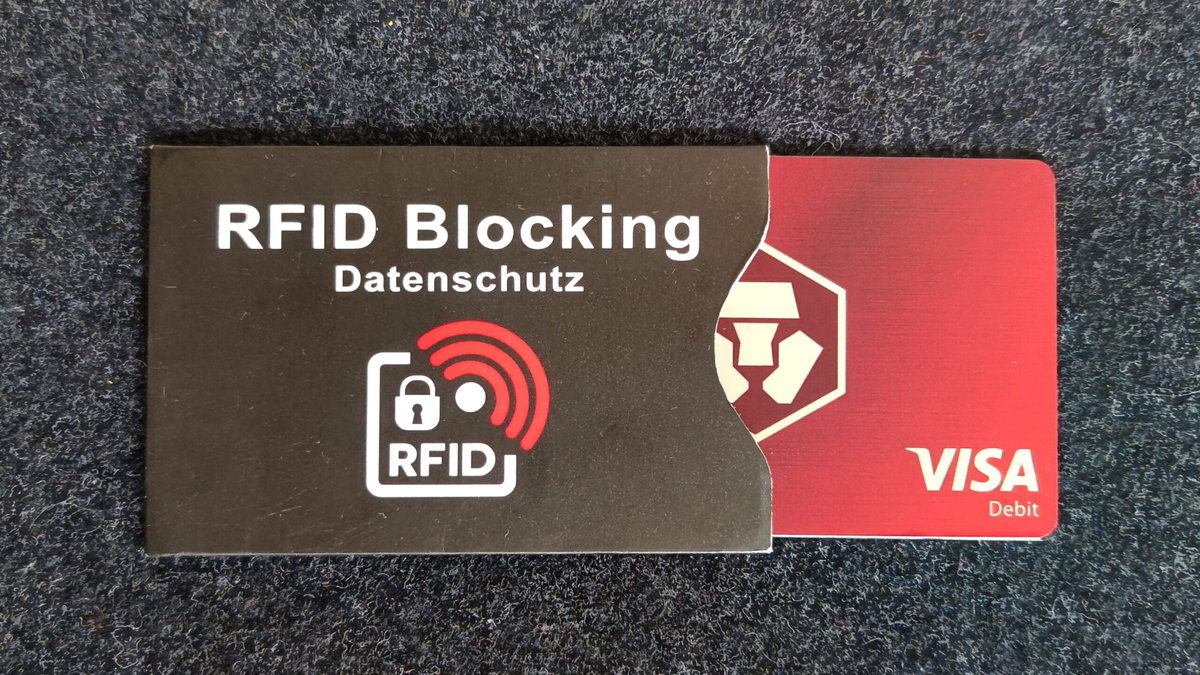 RFID Blocking
Datenschutz
RFID
VISA
Debit